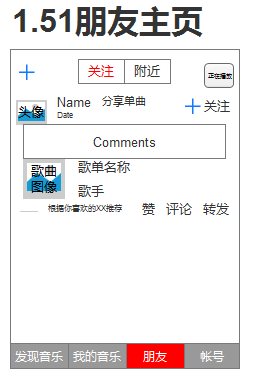 1.51朋友主页
+ 关注 附近 正在播放
头像 Name 分享单曲 + 关注
Date
Comments
歌曲图像 歌单名称
歌手
根据你喜欢的XX推荐 赞 评论 转发
发现音乐 我的音乐 朋友 帐号